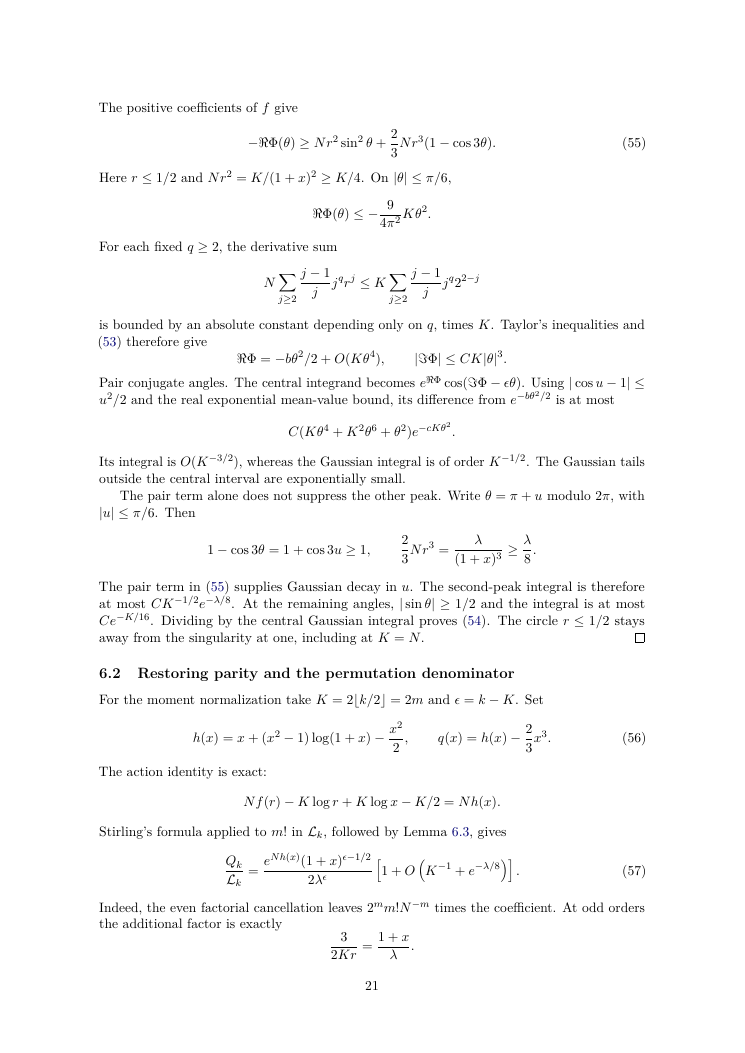 The positive coefficients of f give
−ℜΦ(θ) ≥ Nr² sin² θ + 2/3 Nr³(1 − cos 3θ). (55)
Here r ≤ 1/2 and Nr² = K/(1 + x)² ≥ K/4. On |θ| ≤ π/6,
ℜΦ(θ) ≤ − 9/4π² Kθ².
For each fixed q ≥ 2, the derivative sum
N ∑_{j≥2} (j − 1)/j j^q r^j ≤ K ∑_{j≥2} (j − 1)/j j^q 2^{2−j}
is bounded by an absolute constant depending only on q, times K. Taylor's inequalities and
(53) therefore give
ℜΦ = −bθ²/2 + O(Kθ⁴), |ℑΦ| ≤ CK|θ|³.
Pair conjugate angles. The central integrand becomes e^{ℜΦ} cos(ℑΦ − ϵθ). Using | cos u − 1| ≤
u²/2 and the real exponential mean-value bound, its difference from e^{−bθ²/2} is at most
C(Kθ⁴ + K²θ⁶ + θ²)e^{−cKθ²}.
Its integral is O(K^{−3/2}), whereas the Gaussian integral is of order K^{−1/2}. The Gaussian tails
outside the central interval are exponentially small.
The pair term alone does not suppress the other peak. Write θ = π + u modulo 2π, with
|u| ≤ π/6. Then
1 − cos 3θ = 1 + cos 3u ≥ 1, 2/3 Nr³ = λ/(1 + x)³ ≥ λ/8.
The pair term in (55) supplies Gaussian decay in u. The second-peak integral is therefore
at most CK^{−1/2}e^{−λ/8}. At the remaining angles, | sin θ| ≥ 1/2 and the integral is at most
Ce^{−K/16}. Dividing by the central Gaussian integral proves (54). The circle r ≤ 1/2 stays
away from the singularity at one, including at K = N. □
6.2 Restoring parity and the permutation denominator
For the moment normalization take K = 2⌊k/2⌋ = 2m and ϵ = k − K. Set
h(x) = x + (x² − 1) log(1 + x) − x²/2, q(x) = h(x) − 2/3 x³. (56)
The action identity is exact:
Nf(r) − K log r + K log x − K/2 = Nh(x).
Stirling's formula applied to m! in ℒ_k, followed by Lemma 6.3, gives
Q_k/ℒ_k = e^{Nh(x)}(1 + x)^{ϵ−1/2}/2λ^ϵ [1 + O (K^{−1} + e^{−λ/8})] . (57)
Indeed, the even factorial cancellation leaves 2^m m!N^{−m} times the coefficient. At odd orders
the additional factor is exactly
3/2Kr = (1 + x)/λ.
21